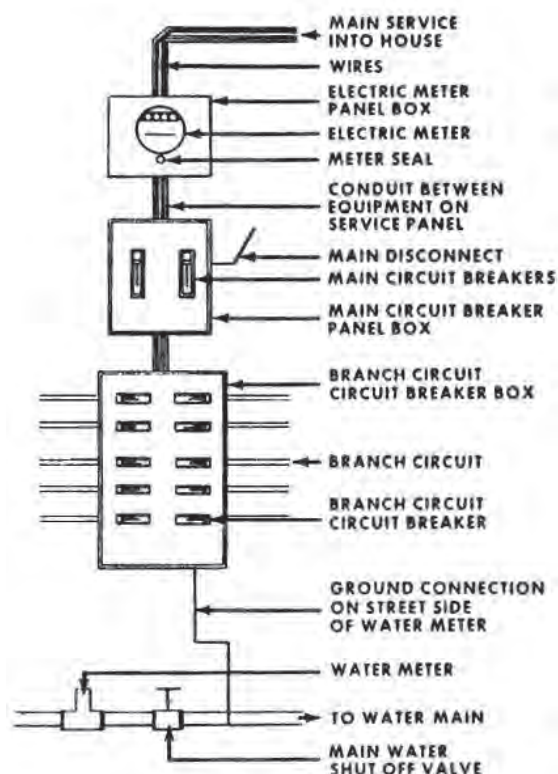 MAIN SERVICE
INTO HOUSE
WIRES
ELECTRIC METER
PANEL BOX
ELECTRIC METER
METER SEAL
CONDUIT BETWEEN
EQUIPMENT ON
SERVICE PANEL
MAIN DISCONNECT
MAIN CIRCUIT BREAKERS
MAIN CIRCUIT BREAKER
PANEL BOX
BRANCH CIRCUIT
CIRCUIT BREAKER BOX
BRANCH CIRCUIT
BRANCH CIRCUIT
CIRCUIT BREAKER
GROUND CONNECTION
ON STREET SIDE
OF WATER METER
WATER METER
TO WATER MAIN
MAIN WATER
SHUT OFF VALVE